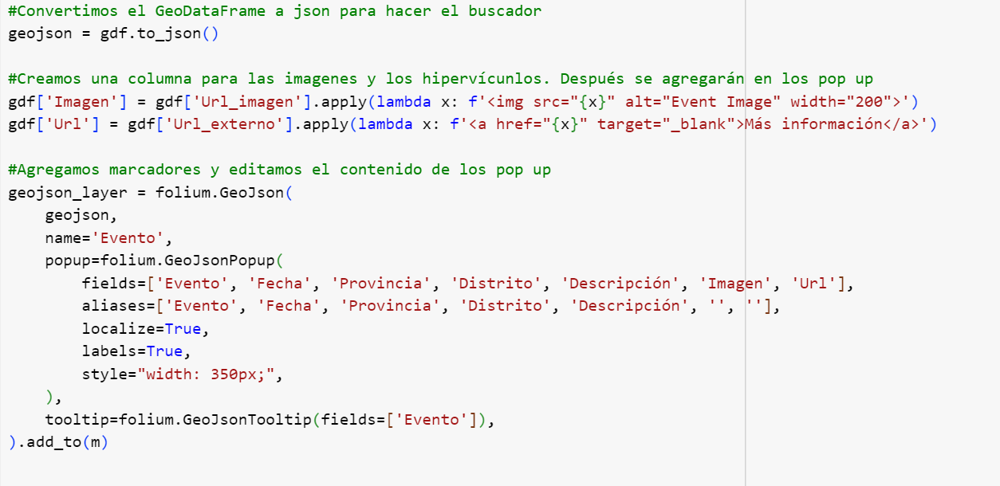 #Convertimos el GeoDataFrame a json para hacer el buscador
geojson = gdf.to_json()

#Creamos una columna para las imagenes y los hipervícunlos. Después se agregarán en los pop up
gdf['Imagen'] = gdf['Url_imagen'].apply(lambda x: f'<img src="{x}" alt="Event Image" width="200">')
gdf['Url'] = gdf['Url_externo'].apply(lambda x: f'<a href="{x}" target="_blank">Más información</a>')

#Agregamos marcadores y editamos el contenido de los pop up
geojson_layer = folium.GeoJson(
    geojson,
    name='Evento',
    popup=folium.GeoJsonPopup(
        fields=['Evento', 'Fecha', 'Provincia', 'Distrito', 'Descripción', 'Imagen', 'Url'],
        aliases=['Evento', 'Fecha', 'Provincia', 'Distrito', 'Descripción', '', ''],
        localize=True,
        labels=True,
        style="width: 350px;",
    ),
    tooltip=folium.GeoJsonTooltip(fields=['Evento']),
).add_to(m)